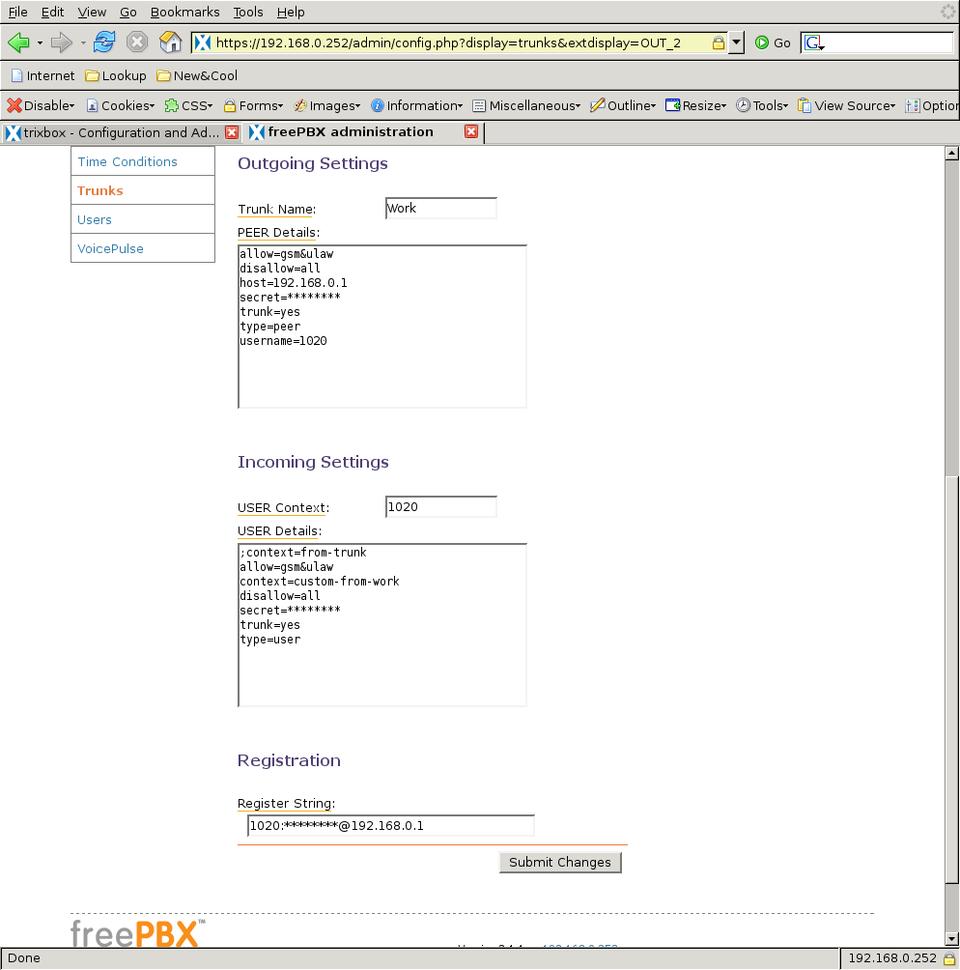 File Edit View Go Bookmarks Tools Help
https://192.168.0.252/admin/config.php?display=trunks&extdisplay=OUT_2 Go G
Internet Lookup New&Cool
Disable Cookies CSS Forms Images Information Miscellaneous Outline Resize Tools View Source Option
trixbox - Configuration and Ad... freePBX administration
Time Conditions
Trunks
Users
VoicePulse
Outgoing Settings
Trunk Name: Work
PEER Details:
allow=gsm&ulaw
disallow=all
host=192.168.0.1
secret=********
trunk=yes
type=peer
username=1020
Incoming Settings
USER Context: 1020
USER Details:
;context=from-trunk
allow=gsm&ulaw
context=custom-from-work
disallow=all
secret=********
trunk=yes
type=user
Registration
Register String:
1020:********@192.168.0.1
Submit Changes
freePBX™
Done 192.168.0.252